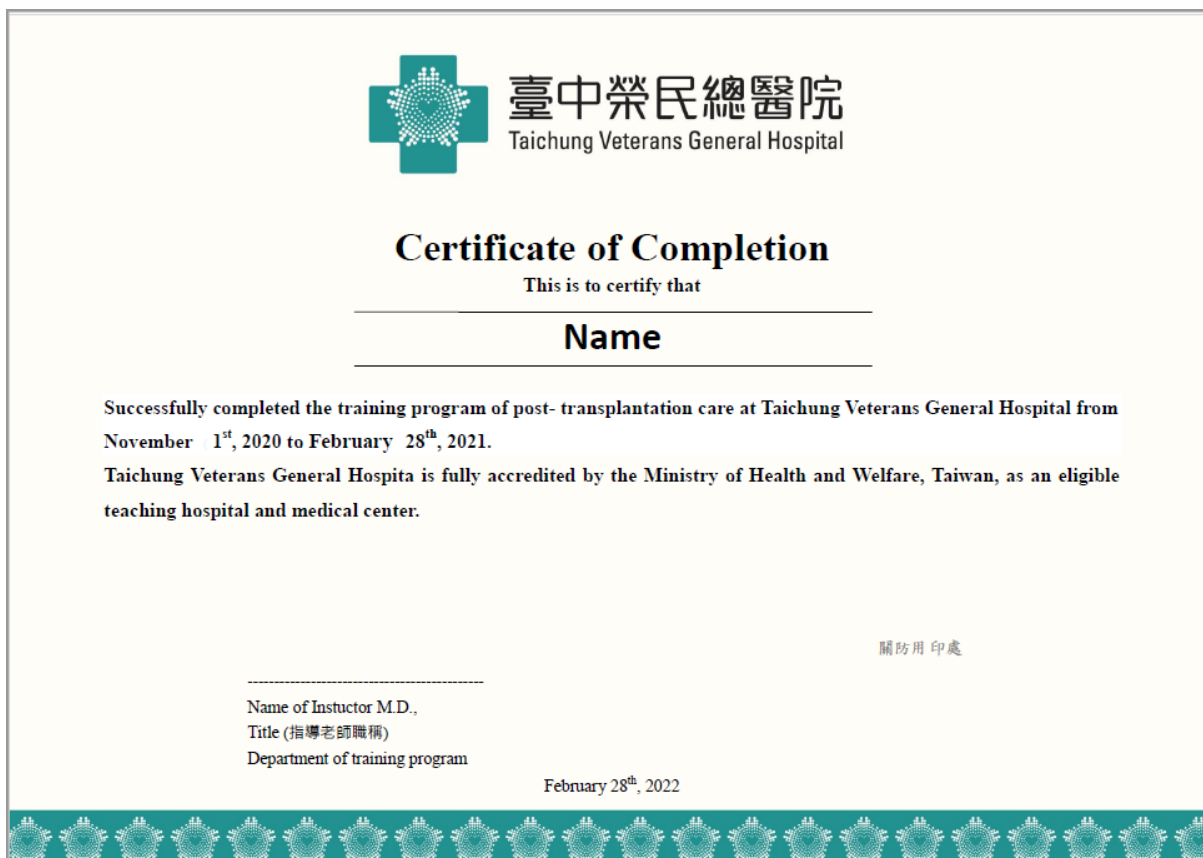 臺中榮民總醫院
Taichung Veterans General Hospital
Certificate of Completion
This is to certify that
Name
Successfully completed the training program of post- transplantation care at Taichung Veterans General Hospital from
November 1st, 2020 to February 28th, 2021.
Taichung Veterans General Hospita is fully accredited by the Ministry of Health and Welfare, Taiwan, as an eligible
teaching hospital and medical center.
關防用印處
----------------------------------------------
Name of Instuctor M.D.,
Title (指導老師職稱)
Department of training program
February 28th, 2022